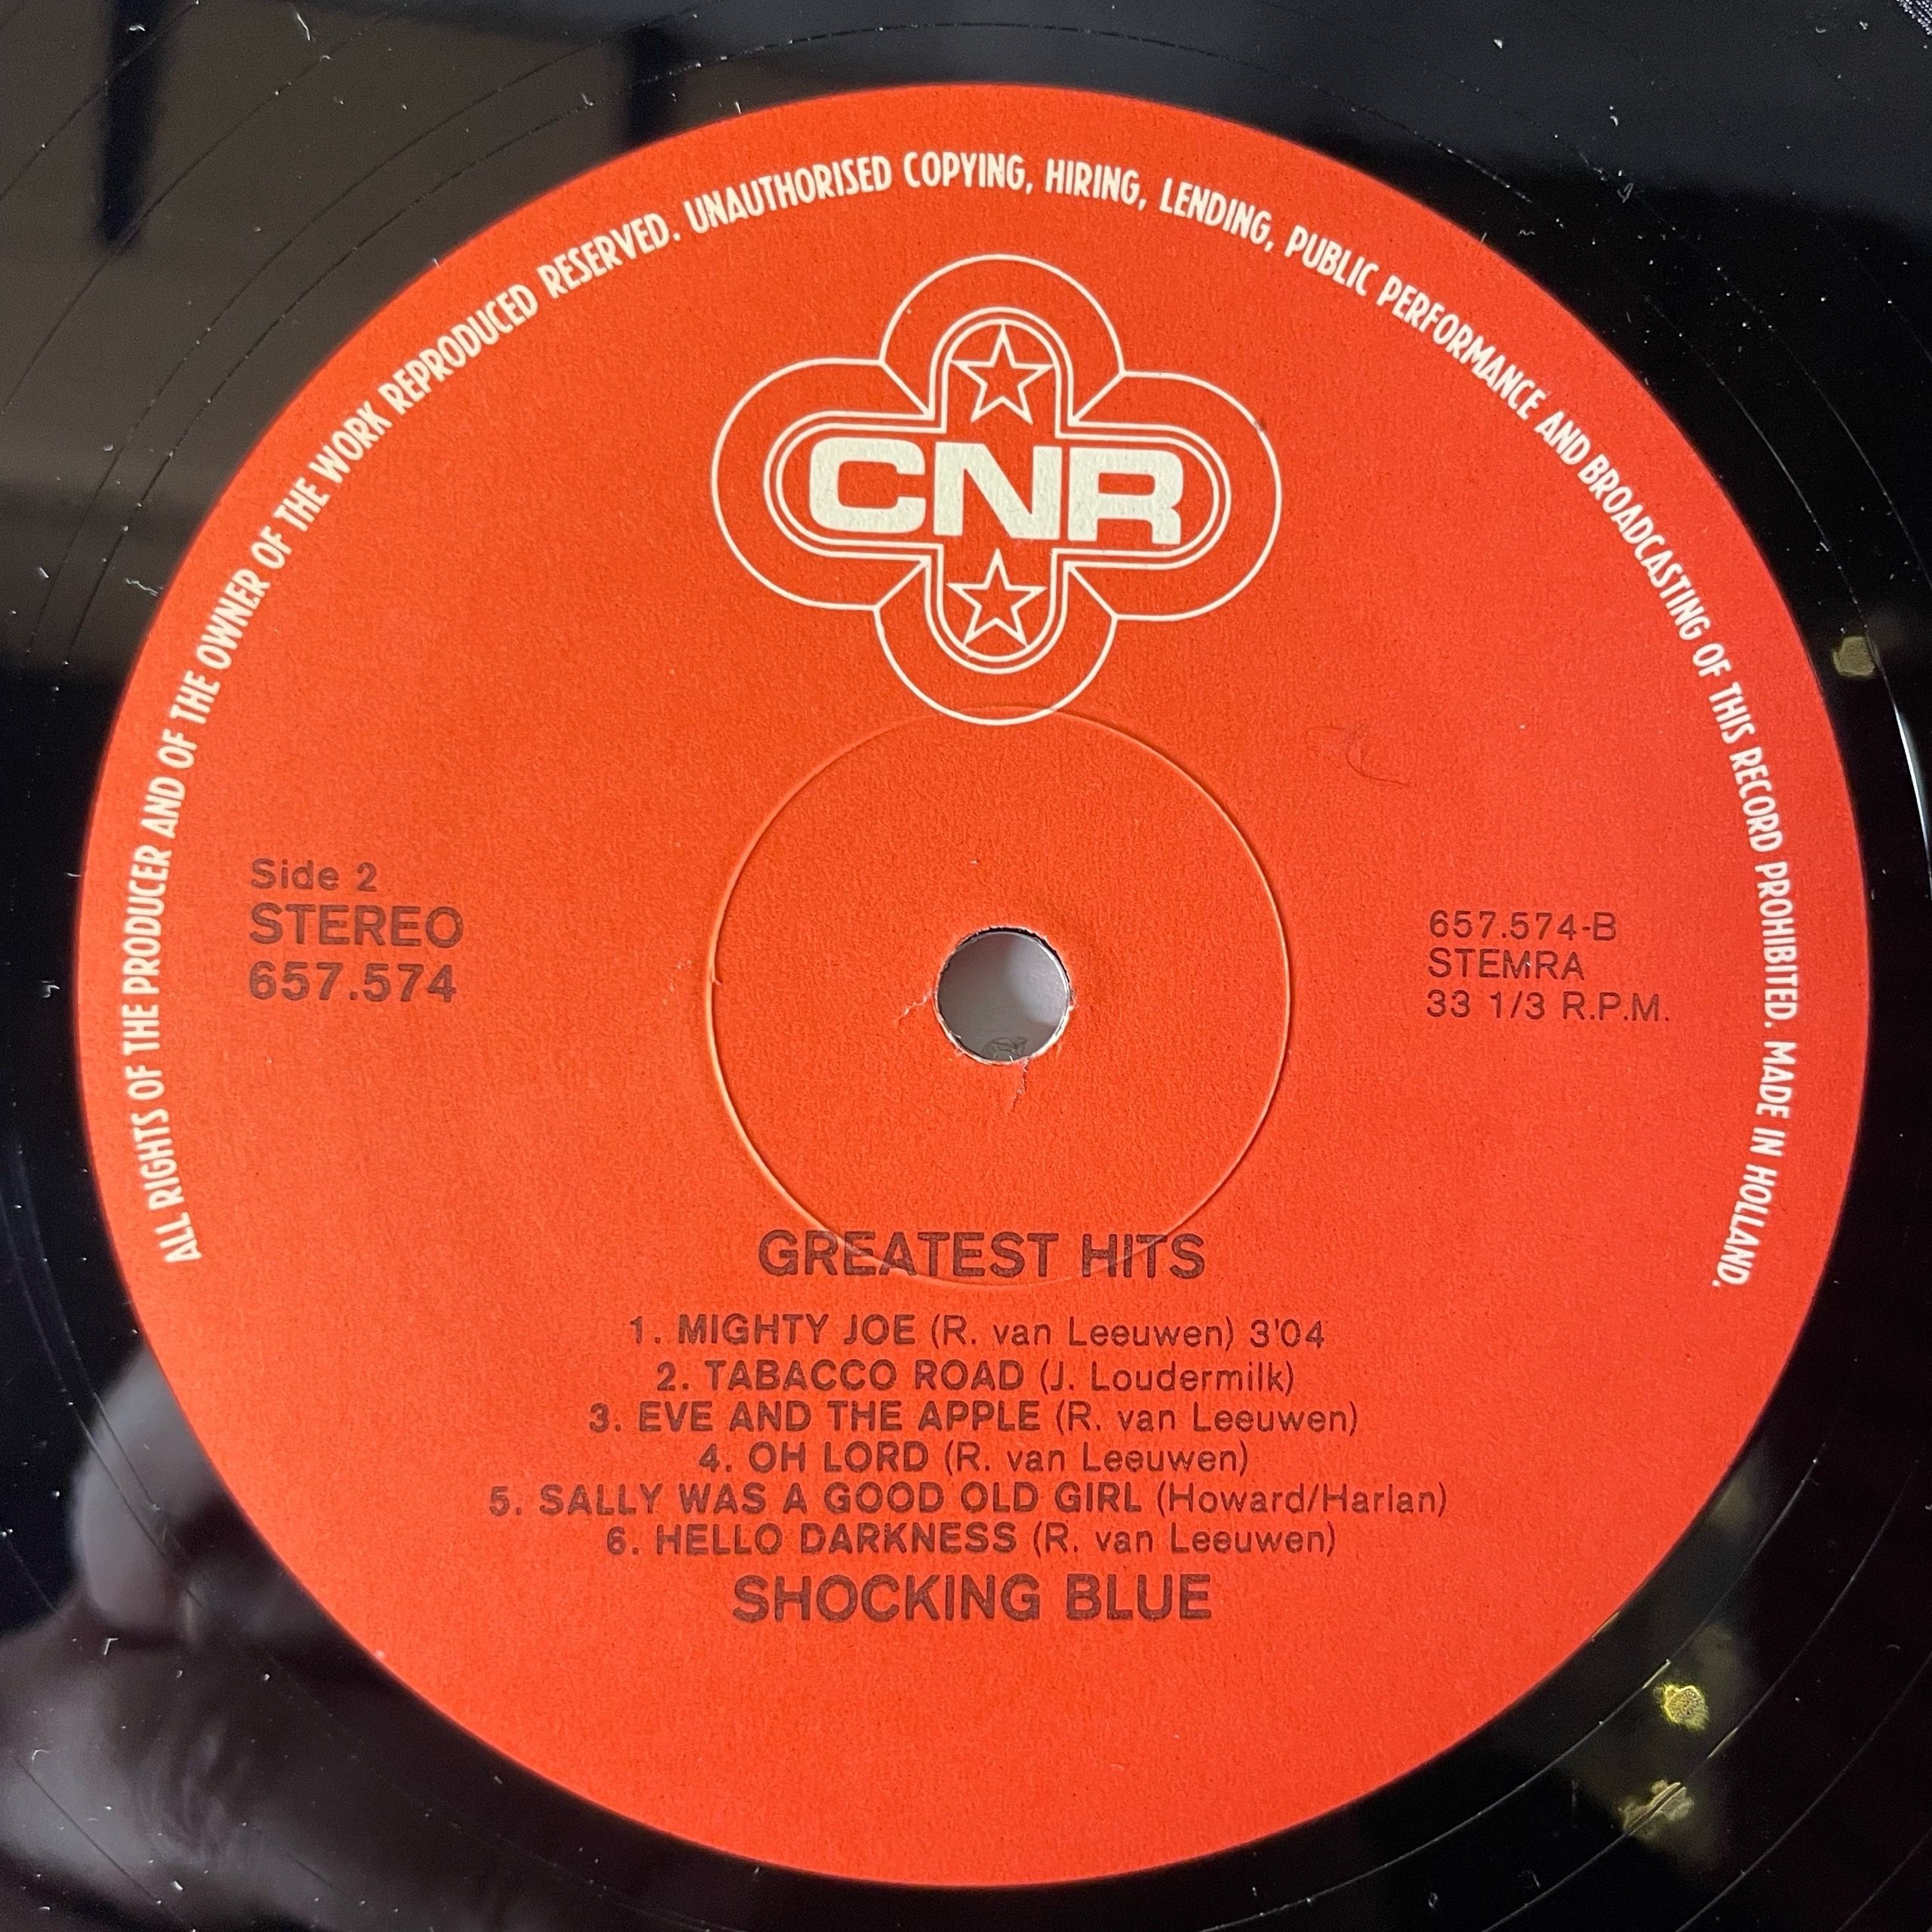 ALL RIGHTS OF THE PRODUCER AND OF THE OWNER OF THE WORK REPRODUCED RESERVED. UNAUTHORISED COPYING, HIRING, LENDING, PUBLIC PERFORMANCE AND BROADCASTING OF THIS RECORD PROHIBITED. MADE IN HOLLAND.
CNR
Side 2
STEREO
657.574
657.574-B
STEMRA
33 1/3 R.P.M.
GREATEST HITS
1. MIGHTY JOE (R. van Leeuwen) 3'04
2. TABACCO ROAD (J. Loudermilk)
3. EVE AND THE APPLE (R. van Leeuwen)
4. OH LORD (R. van Leeuwen)
5. SALLY WAS A GOOD OLD GIRL (Howard/Harlan)
6. HELLO DARKNESS (R. van Leeuwen)
SHOCKING BLUE